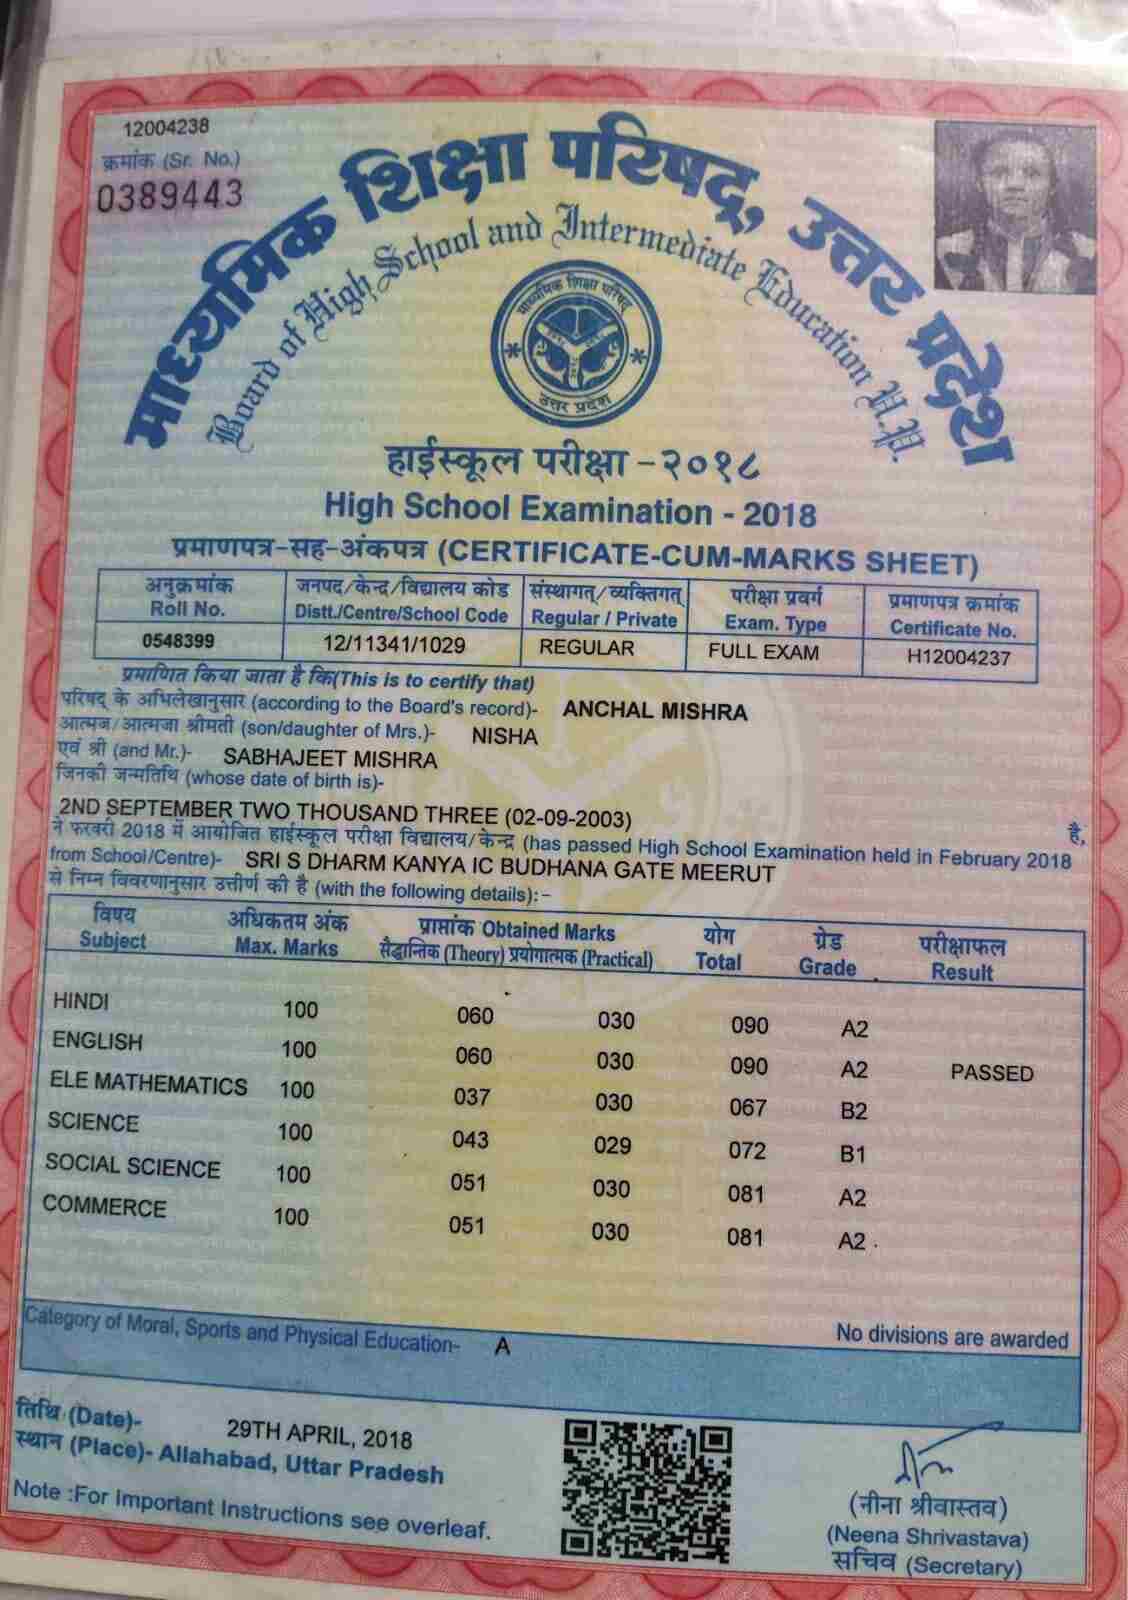 12004238
क्रमांक (Sr. No.)
0389443
माध्यमिक शिक्षा परिषद्, उत्तर प्रदेश
Board of High School and Intermediate Education U.P.
माध्यमिक शिक्षा परिषद्
उत्तर प्रदेश
हाईस्कूल परीक्षा -२०१८
High School Examination - 2018
प्रमाणपत्र-सह-अंकपत्र (CERTIFICATE-CUM-MARKS SHEET)
अनुक्रमांक जनपद/केन्द्र/विद्यालय कोड संस्थागत्/व्यक्तिगत् परीक्षा प्रवर्ग प्रमाणपत्र क्रमांक
Roll No. Distt./Centre/School Code Regular / Private Exam. Type Certificate No.
0548399 12/11341/1029 REGULAR FULL EXAM H12004237
प्रमाणित किया जाता है कि(This is to certify that)
परिषद् के अभिलेखानुसार (according to the Board's record)- ANCHAL MISHRA
आत्मज/आत्मजा श्रीमती (son/daughter of Mrs.)- NISHA
एवं श्री (and Mr.)- SABHAJEET MISHRA
जिनकी जन्मतिथि (whose date of birth is)-
2ND SEPTEMBER TWO THOUSAND THREE (02-09-2003) है,
ने फरवरी 2018 में आयोजित हाईस्कूल परीक्षा विद्यालय/केन्द्र (has passed High School Examination held in February 2018
from School/Centre)- SRI S DHARM KANYA IC BUDHANA GATE MEERUT
से निम्न विवरणानुसार उत्तीर्ण की है (with the following details):-
विषय अधिकतम अंक प्राप्तांक Obtained Marks योग ग्रेड परीक्षाफल
Subject Max. Marks सैद्धान्तिक (Theory) प्रयोगात्मक (Practical) Total Grade Result
HINDI 100 060 030 090 A2
ENGLISH 100 060 030 090 A2 PASSED
ELE MATHEMATICS 100 037 030 067 B2
SCIENCE 100 043 029 072 B1
SOCIAL SCIENCE 100 051 030 081 A2
COMMERCE 100 051 030 081 A2
Category of Moral, Sports and Physical Education- A No divisions are awarded
तिथि (Date)- 29TH APRIL, 2018
स्थान (Place)- Allahabad, Uttar Pradesh
Note :For Important Instructions see overleaf.
(नीना श्रीवास्तव)
(Neena Shrivastava)
सचिव (Secretary)